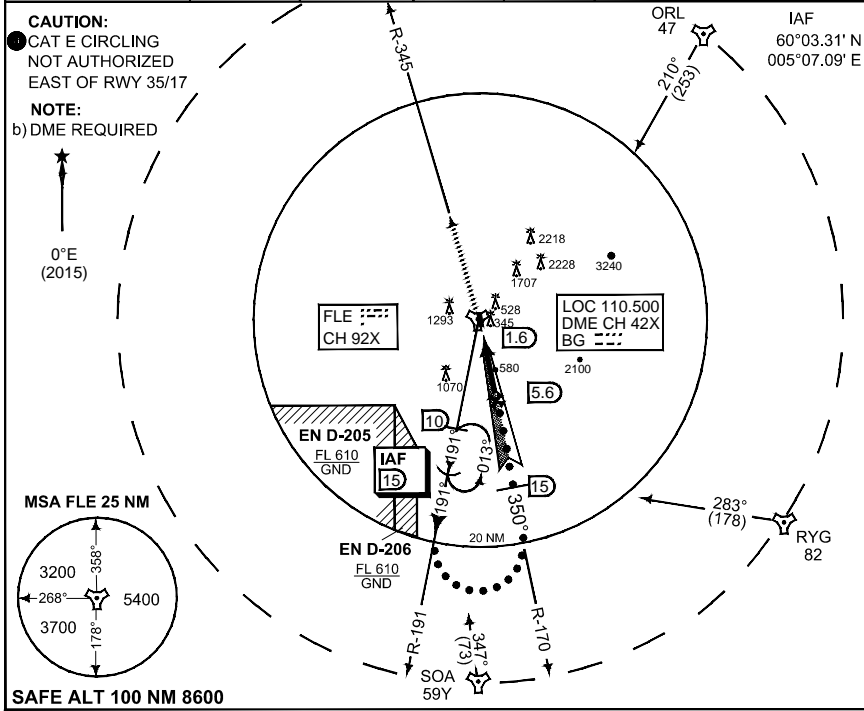 CAUTION:
CAT E CIRCLING
NOT AUTHORIZED
EAST OF RWY 35/17
NOTE:
b) DME REQUIRED
0°E
(2015)
R-345
ORL
47
IAF
60°03.31' N
005°07.09' E
210°
(253)
2218
2228
3240
1707
1293
528
345
FLE
CH 92X
LOC 110.500
DME CH 42X
BG
1.6
580
2100
1070
5.6
10
EN D-205
FL 610
GND
IAF
15
191°
013°
191°
15
350°
283°
(178)
RYG
82
20 NM
EN D-206
FL 610
GND
MSA FLE 25 NM
3200
358°
268°
5400
3700
178°
R-191
R-170
347°
(73)
SOA
59Y
SAFE ALT 100 NM 8600